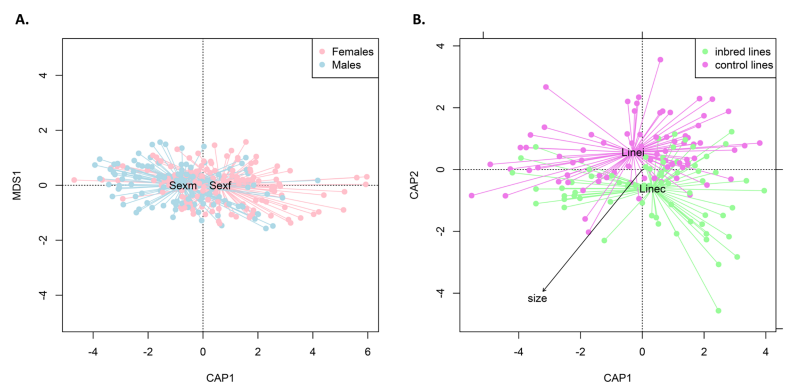 A.
Females
Males
4
2
0
-2
-4
MDS1
Sexm
Sexf
-4
-2
0
2
4
6
CAP1
B.
inbred lines
control lines
4
2
0
-2
-4
CAP2
Linei
Linec
size
-4
-2
0
2
4
CAP1